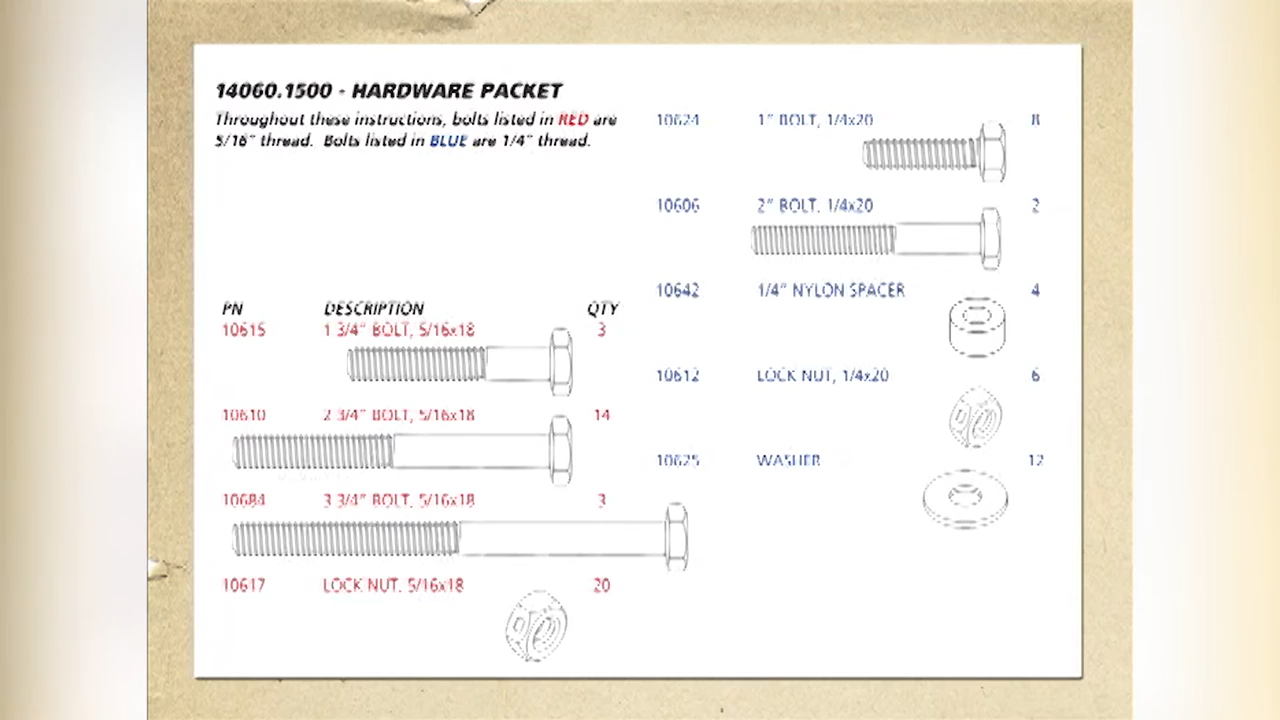 14060.1500 - HARDWARE PACKET
Throughout these instructions, bolts listed in RED are
5/16" thread. Bolts listed in BLUE are 1/4" thread.
PN DESCRIPTION QTY
10615 1 3/4" BOLT, 5/16x18 3
10610 2 3/4" BOLT, 5/16x18 14
10684 3 3/4" BOLT, 5/16x18 3
10617 LOCK NUT, 5/16x18 20
10624 1" BOLT, 1/4x20 8
10606 2" BOLT, 1/4x20 2
10642 1/4" NYLON SPACER 4
10612 LOCK NUT, 1/4x20 6
10625 WASHER 12